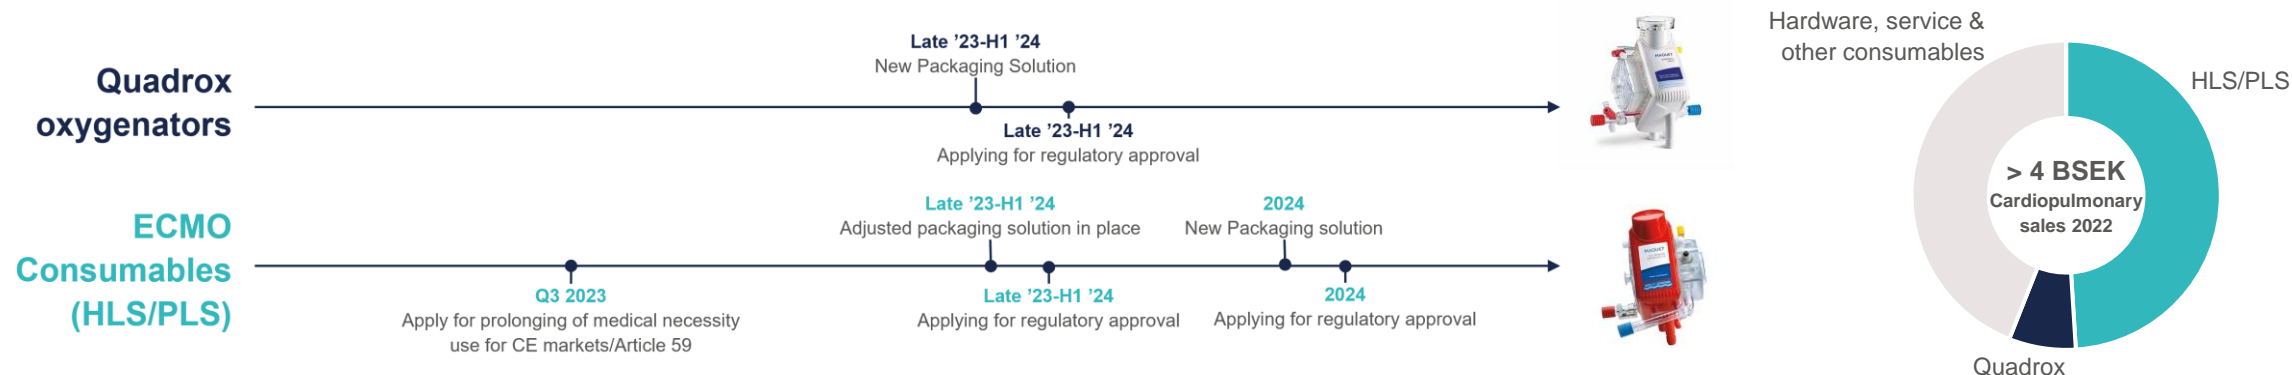 Quadrox
oxygenators
Late ’23-H1 ’24
New Packaging Solution
Late ’23-H1 ’24
Applying for regulatory approval
ECMO
Consumables
(HLS/PLS)
Q3 2023
Apply for prolonging of medical necessity
use for CE markets/Article 59
Late ’23-H1 ’24
Adjusted packaging solution in place
Late ’23-H1 ’24
Applying for regulatory approval
2024
New Packaging solution
2024
Applying for regulatory approval
MAQUET
MAQUET
Hardware, service &
other consumables
HLS/PLS
> 4 BSEK
Cardiopulmonary
sales 2022
Quadrox